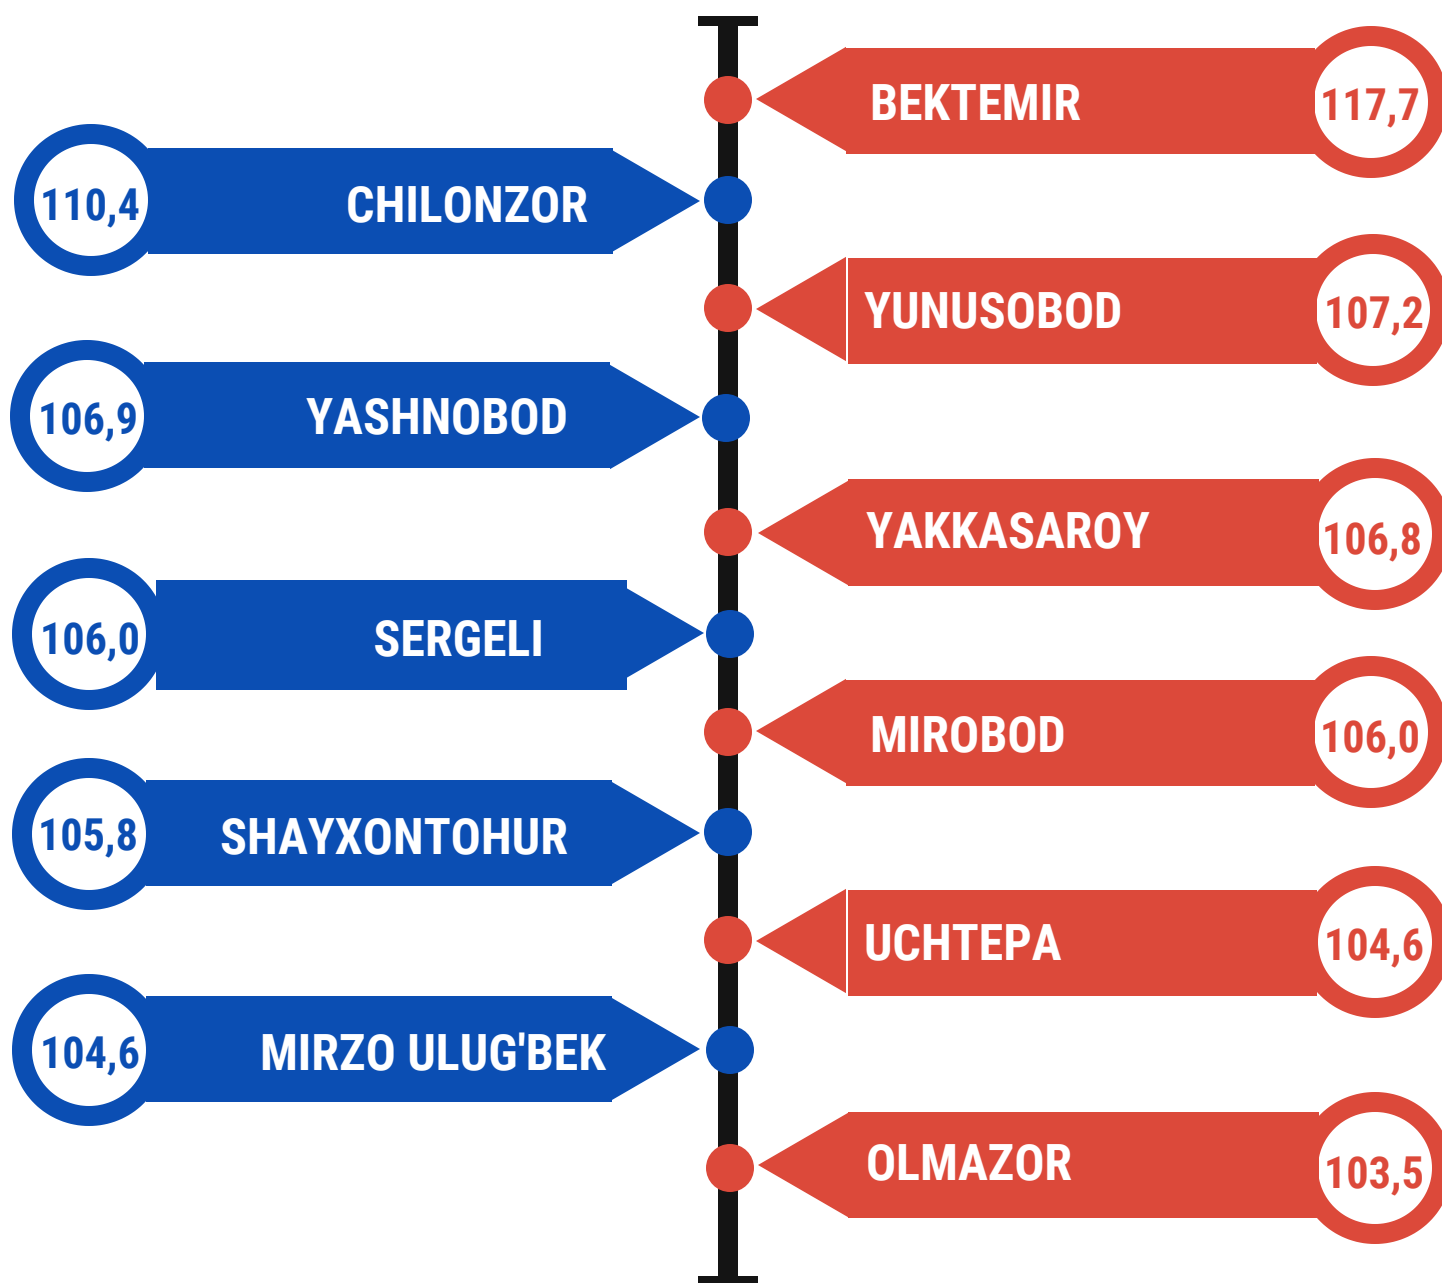 BEKTEMIR 117,7
110,4 CHILONZOR
YUNUSOBOD 107,2
106,9 YASHNOBOD
YAKKASAROY 106,8
106,0 SERGELI
MIROBOD 106,0
105,8 SHAYXONTOHUR
UCHTEPA 104,6
104,6 MIRZO ULUG'BEK
OLMAZOR 103,5